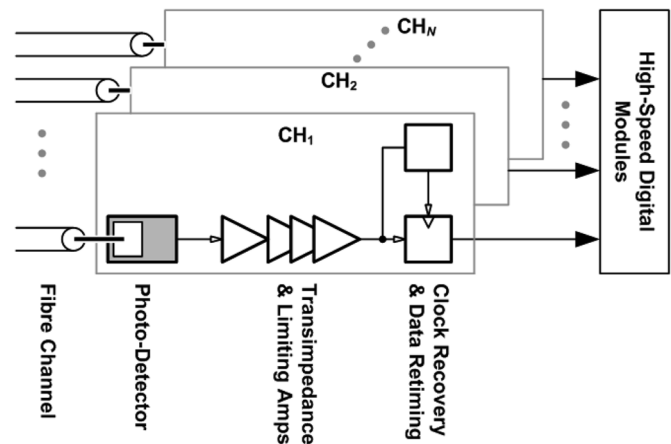 CHN
CH2
CH1
High-Speed Digital
Modules
Fibre Channel
Photo-Detector
Transimpedance
& Limiting Amps
Clock Recovery
& Data Retiming